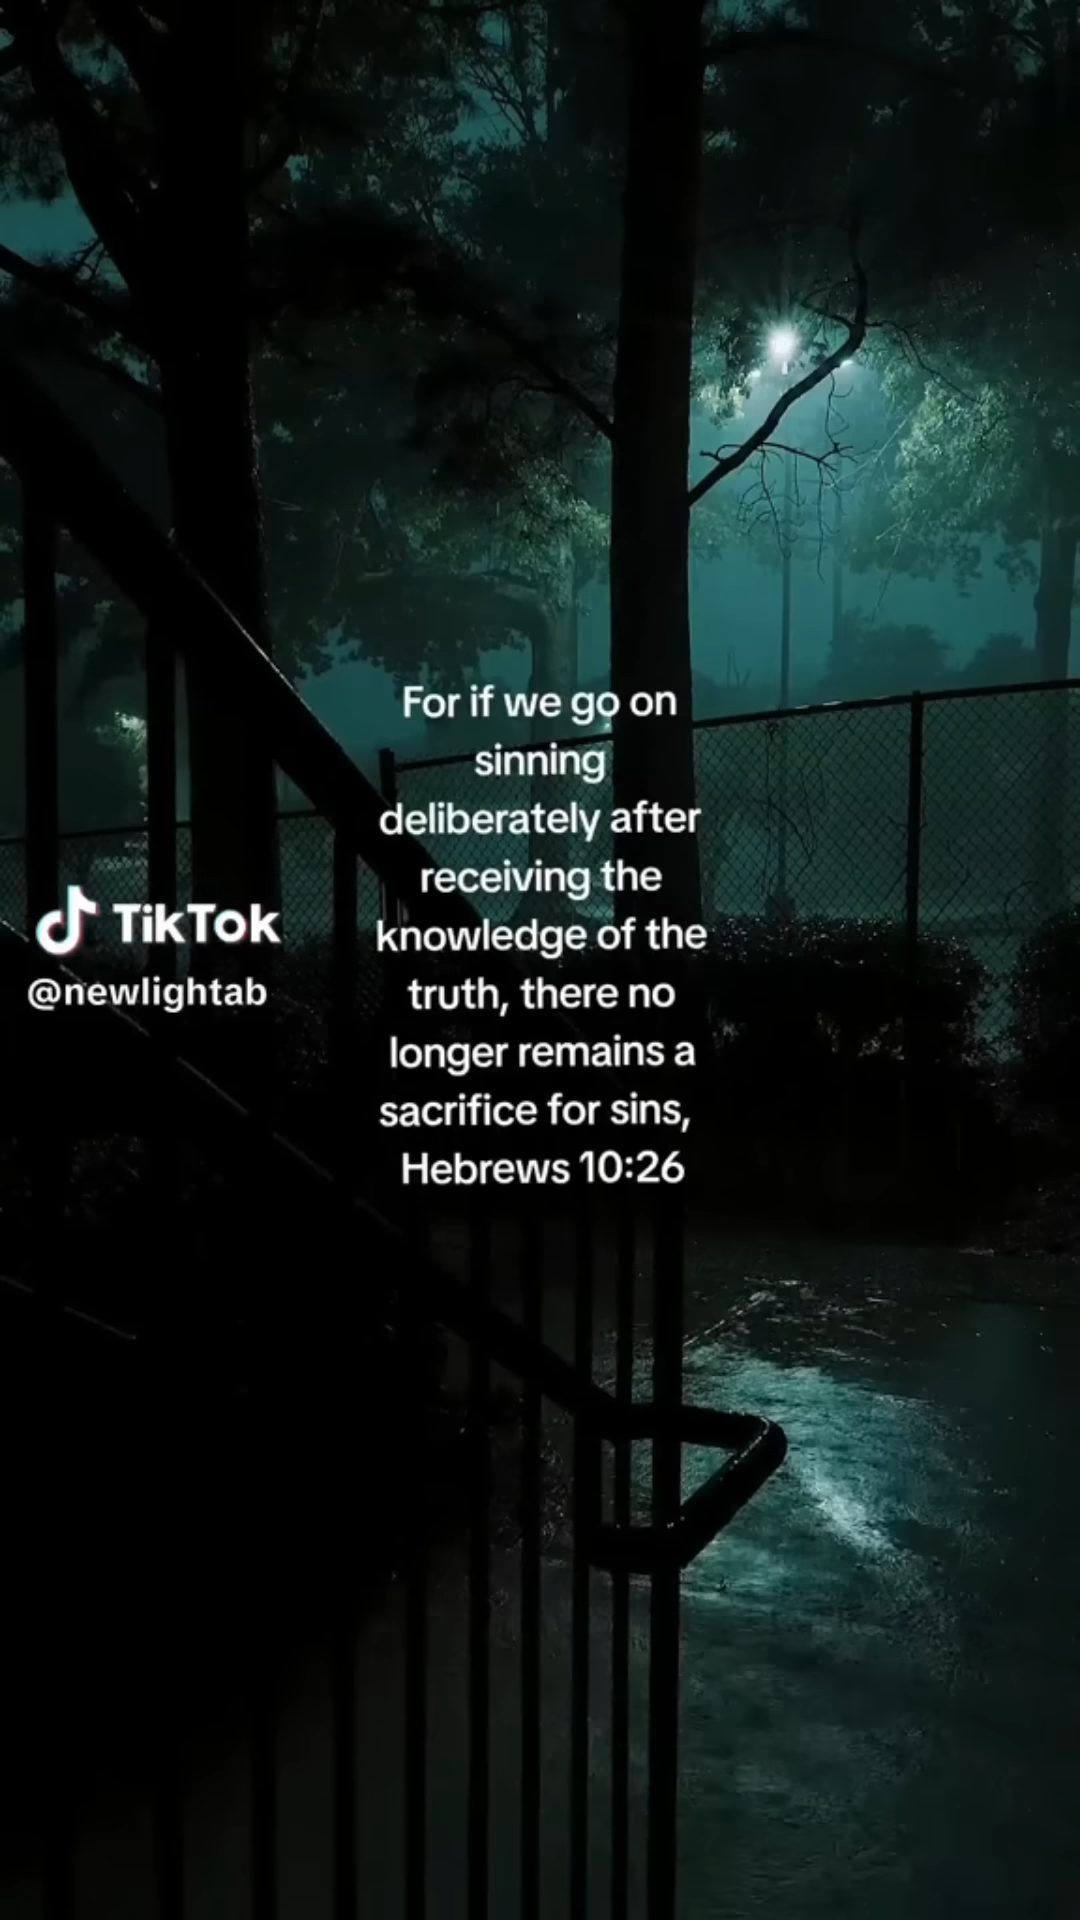 For if we go on
sinning
deliberately after
receiving the
knowledge of the
truth, there no
longer remains a
sacrifice for sins,
Hebrews 10:26
TikTok
@newlightab